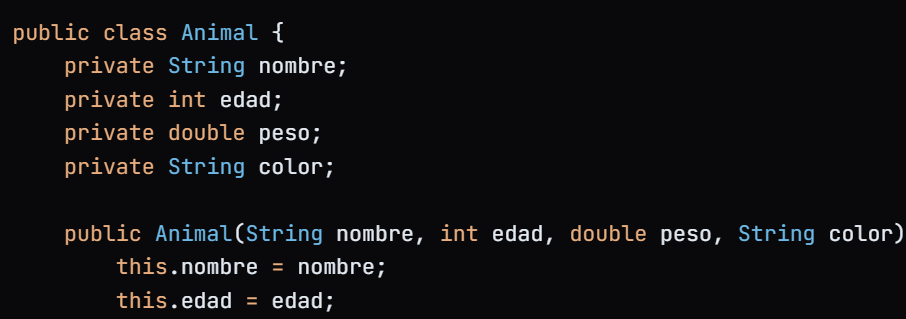 public class Animal {
    private String nombre;
    private int edad;
    private double peso;
    private String color;

    public Animal(String nombre, int edad, double peso, String color)
        this.nombre = nombre;
        this.edad = edad;